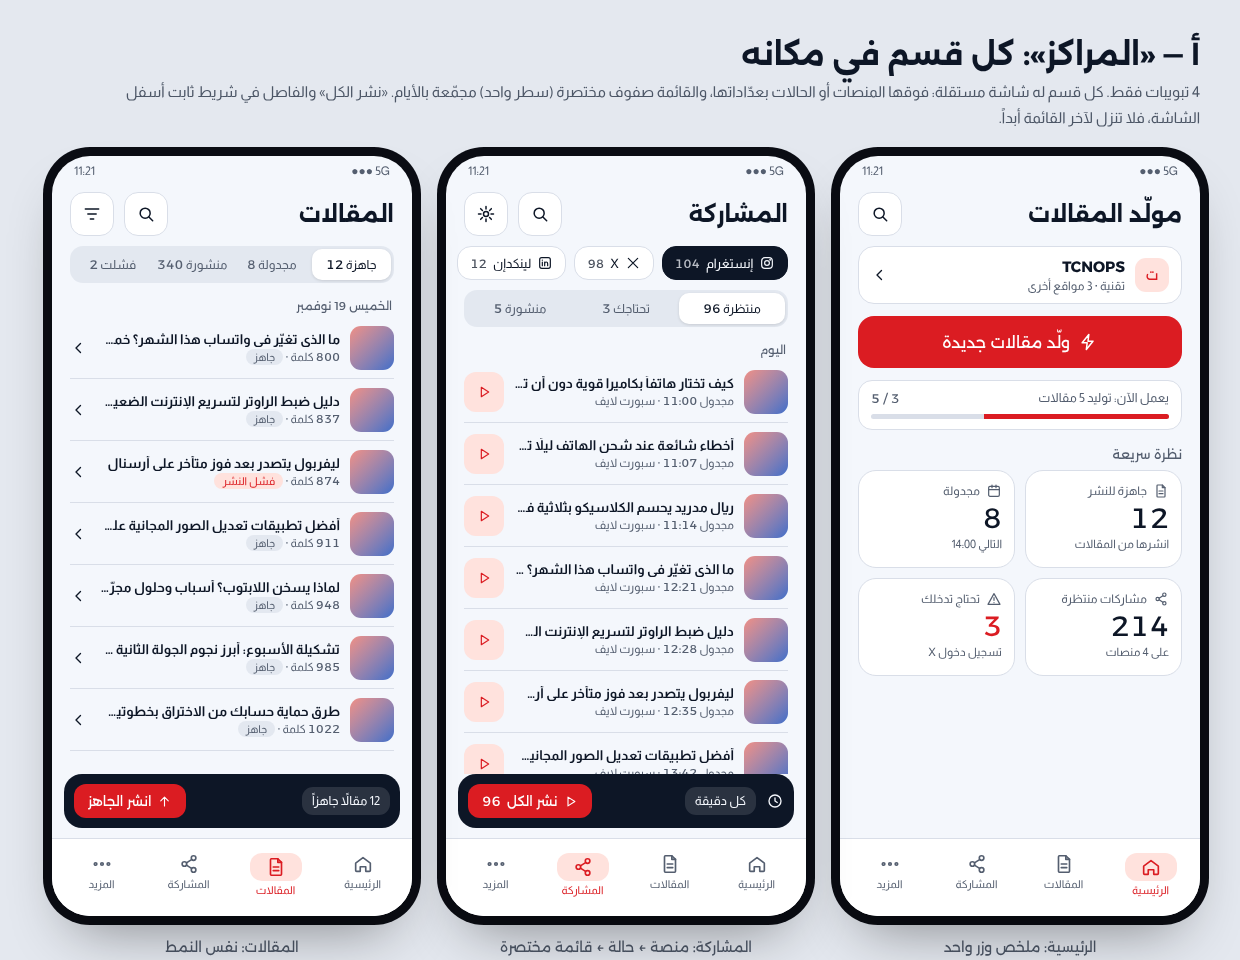 أ – «المراكز»: كل قسم في مكانه
4 تبويبات فقط. كل قسم له شاشة مستقلة: فوقها المنصات أو الحالات بعدّاداتها، والقائمة صفوف مختصرة (سطر واحد) مجمّعة بالأيام. «نشر الكل» والفاصل في شريط ثابت أسفل
الشاشة، فلا تنزل لآخر القائمة أبداً.
11:21 ●●● 5G
مولّد المقالات
ت
TCNOPS
تقنية · 3 مواقع أخرى
ولّد مقالات جديدة
يعمل الآن: توليد 5 مقالات
5 / 3
نظرة سريعة
جاهزة للنشر
12
انشرها من المقالات
مجدولة
8
التالي 14:00
مشاركات منتظرة
214
على 4 منصات
تحتاج تدخلك
3
تسجيل دخول X
الرئيسية
المقالات
المشاركة
المزيد
الرئيسية: ملخص وزر واحد
11:21 ●●● 5G
المشاركة
إنستغرام 104
X 98
لينكدإن 12
منتظرة 96
تحتاجك 3
منشورة 5
اليوم
كيف تختار هاتفاً بكاميرا قوية دون أن تـ...
مجدول 11:00 · سبورت لايف
أخطاء شائعة عند شحن الهاتف ليلًا تـ...
مجدول 11:07 · سبورت لايف
ريال مدريد يحسم الكلاسيكو بثلاثية فـ...
مجدول 11:14 · سبورت لايف
ما الذي تغيّر في واتساب هذا الشهر؟ ...
مجدول 12:21 · سبورت لايف
دليل ضبط الراوتر لتسريع الإنترنت الـ...
مجدول 12:28 · سبورت لايف
ليفربول يتصدر بعد فوز متأخر على أر...
مجدول 12:35 · سبورت لايف
أفضل تطبيقات تعديل الصور المجانيـ...
مجدول 13:42 · سبورت لايف
كل دقيقة
نشر الكل 96
الرئيسية
المقالات
المشاركة
المزيد
المشاركة: منصة ← حالة ← قائمة مختصرة
11:21 ●●● 5G
المقالات
جاهزة 12
مجدولة 8
منشورة 340
فشلت 2
الخميس 19 نوفمبر
ما الذي تغيّر في واتساب هذا الشهر؟ خمـ...
800 كلمة · جاهز
دليل ضبط الراوتر لتسريع الإنترنت الضعيـ...
837 كلمة · جاهز
ليفربول يتصدر بعد فوز متأخر على أرسنال
874 كلمة · فشل النشر
أفضل تطبيقات تعديل الصور المجانية علـ...
911 كلمة · جاهز
لماذا يسخن اللابتوب؟ أسباب وحلول مجرّ...
948 كلمة · جاهز
تشكيلة الأسبوع: أبرز نجوم الجولة الثانية ...
985 كلمة · جاهز
طرق حماية حسابك من الاختراق بخطوتيـ...
1022 كلمة · جاهز
12 مقالًا جاهزاً
انشر الجاهز
الرئيسية
المقالات
المشاركة
المزيد
المقالات: نفس النمط